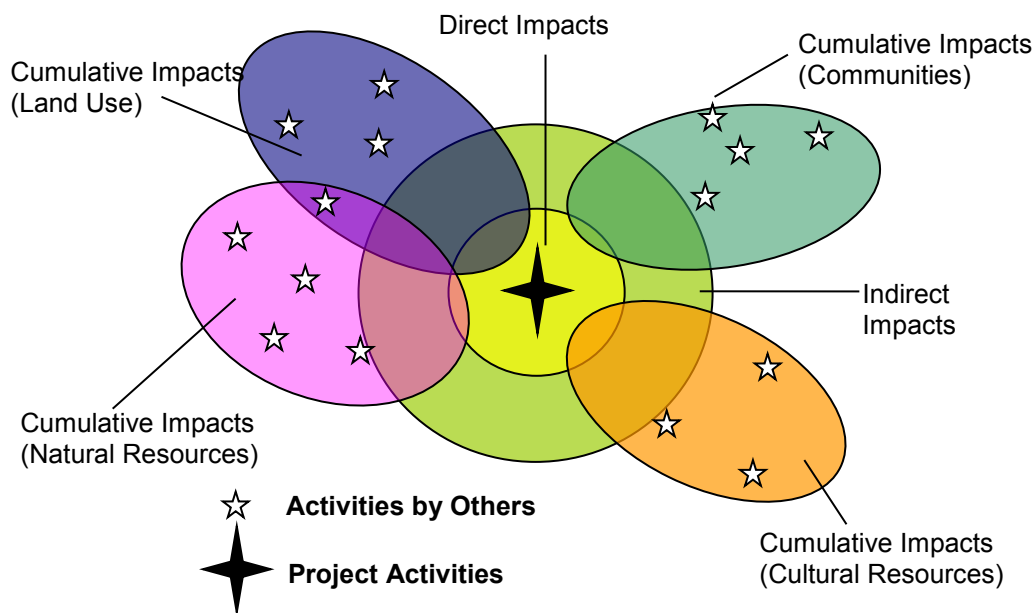 Direct Impacts
Cumulative Impacts
(Land Use)
Cumulative Impacts
(Communities)
Indirect
Impacts
Cumulative Impacts
(Natural Resources)
Activities by Others
Project Activities
Cumulative Impacts
(Cultural Resources)